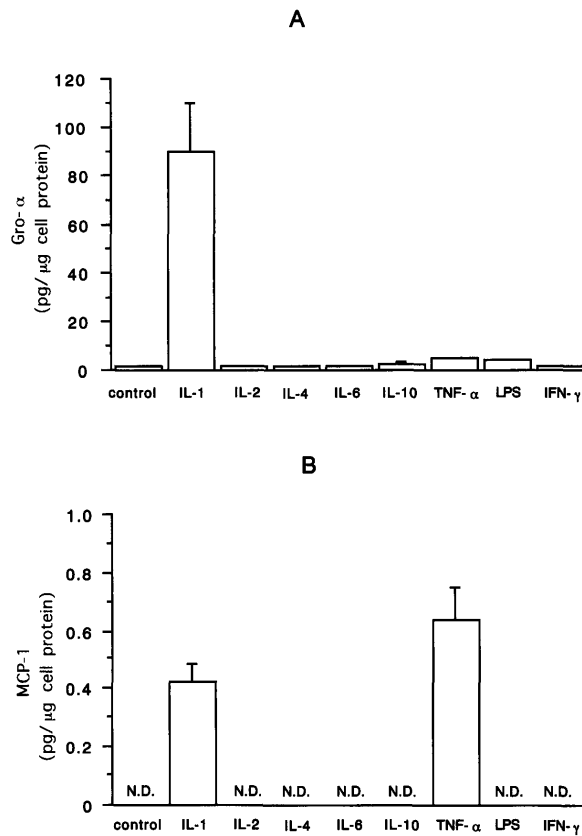 A
Gro-α
(pg/µg cell protein)
120
100
80
60
40
20
0
control IL-1 IL-2 IL-4 IL-6 IL-10 TNF-α LPS IFN-γ
B
MCP-1
(pg/µg cell protein)
1.0
0.8
0.6
0.4
0.2
0
N.D. N.D. N.D. N.D. N.D. N.D. N.D.
control IL-1 IL-2 IL-4 IL-6 IL-10 TNF-α LPS IFN-γ